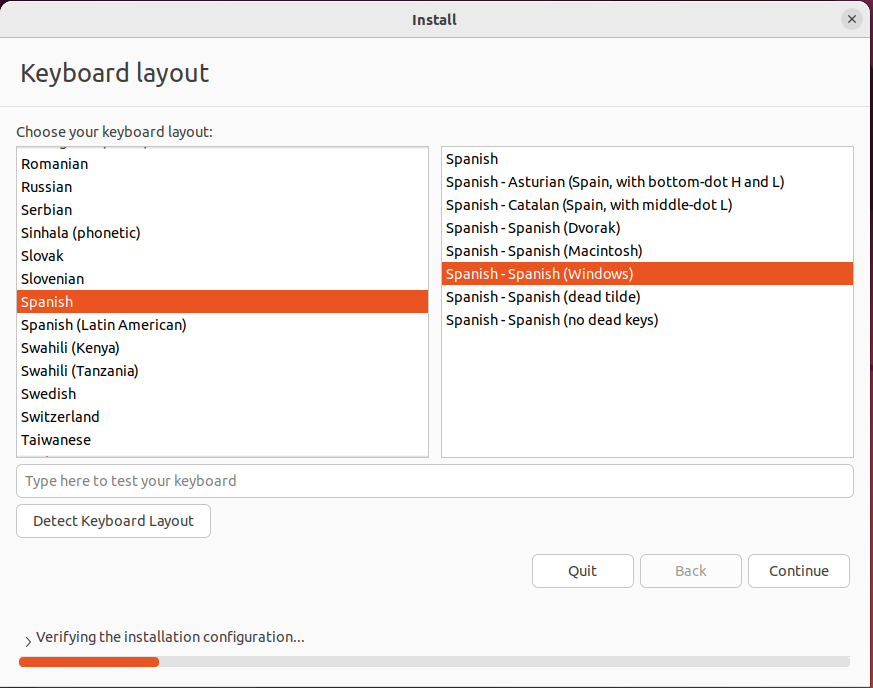 Install
Keyboard layout
Choose your keyboard layout:
Romanian
Russian
Serbian
Sinhala (phonetic)
Slovak
Slovenian
Spanish
Spanish (Latin American)
Swahili (Kenya)
Swahili (Tanzania)
Swedish
Switzerland
Taiwanese
Spanish
Spanish - Asturian (Spain, with bottom-dot H and L)
Spanish - Catalan (Spain, with middle-dot L)
Spanish - Spanish (Dvorak)
Spanish - Spanish (Macintosh)
Spanish - Spanish (Windows)
Spanish - Spanish (dead tilde)
Spanish - Spanish (no dead keys)
Type here to test your keyboard
Detect Keyboard Layout
Quit
Back
Continue
Verifying the installation configuration...